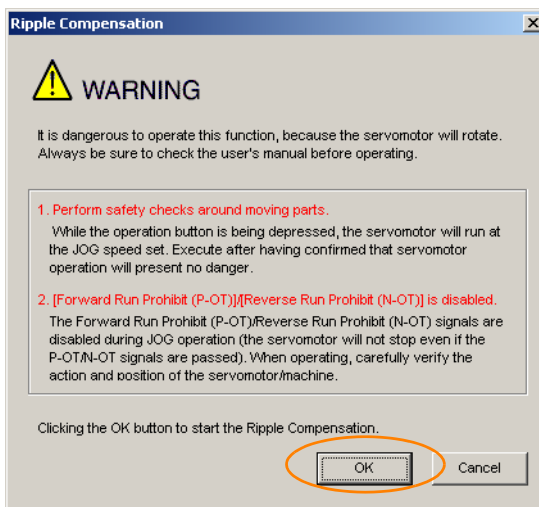 Ripple Compensation
WARNING
It is dangerous to operate this function, because the servomotor will rotate.
Always be sure to check the user's manual before operating.
1. Perform safety checks around moving parts.
While the operation button is being depressed, the servomotor will run at
the JOG speed set. Execute after having confirmed that servomotor
operation will present no danger.
2. [Forward Run Prohibit (P-OT)]/[Reverse Run Prohibit (N-OT)] is disabled.
The Forward Run Prohibit (P-OT)/Reverse Run Prohibit (N-OT) signals are
disabled during JOG operation (the servomotor will not stop even if the
P-OT/N-OT signals are passed). When operating, carefully verify the
action and position of the servomotor/machine.
Clicking the OK button to start the Ripple Compensation.
OK
Cancel